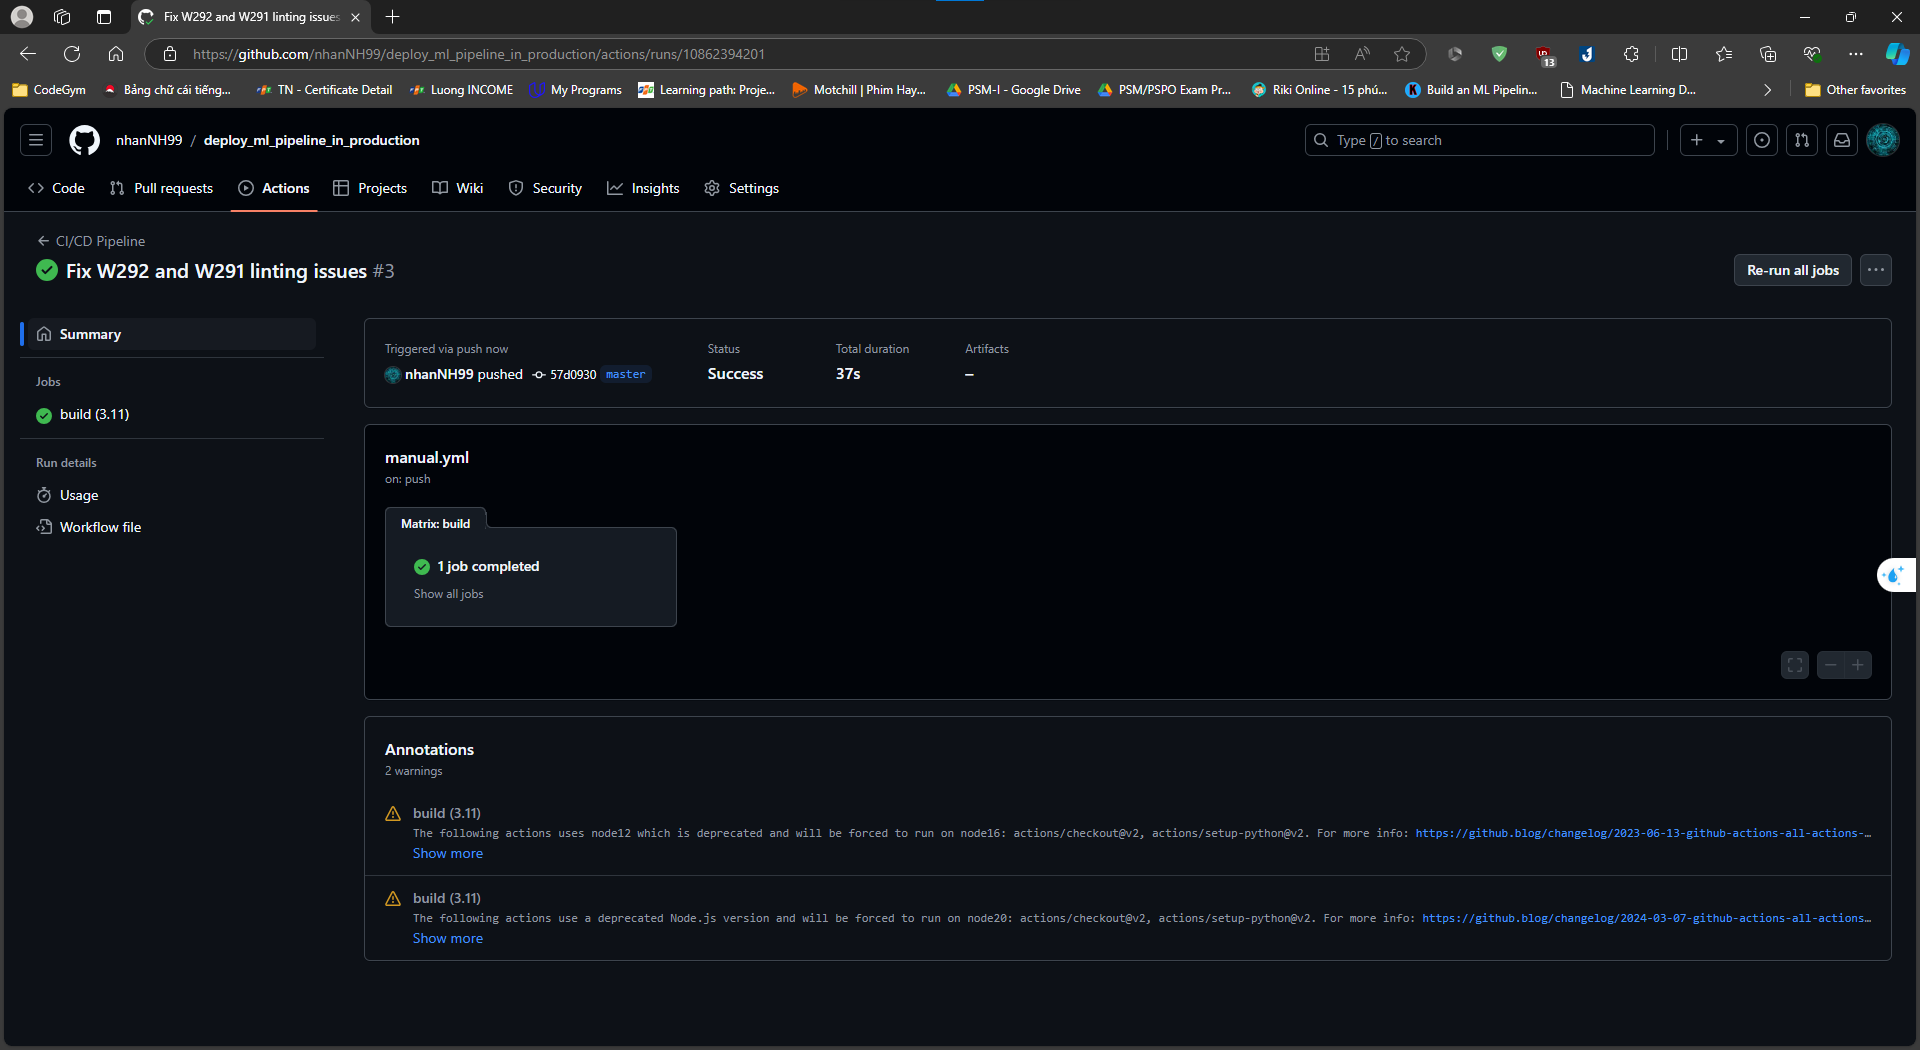 Fix W292 and W291 linting issues
https://github.com/nhanNH99/deploy_ml_pipeline_in_production/actions/runs/10862394201
13
CodeGym
Bảng chữ cái tiếng...
TN - Certificate Detail
Luong INCOME
My Programs
Learning path: Proje...
Motchill | Phim Hay...
PSM-I - Google Drive
PSM/PSPO Exam Pr...
Riki Online - 15 phú...
Build an ML Pipelin...
Machine Learning D...
Other favorites
nhanNH99 / deploy_ml_pipeline_in_production
Type / to search
Code
Pull requests
Actions
Projects
Wiki
Security
Insights
Settings
CI/CD Pipeline
Fix W292 and W291 linting issues #3
Re-run all jobs
Summary
Jobs
build (3.11)
Run details
Usage
Workflow file
Triggered via push now
nhanNH99 pushed 57d0930 master
Status
Success
Total duration
37s
Artifacts
–
manual.yml
on: push
Matrix: build
1 job completed
Show all jobs
Annotations
2 warnings
build (3.11)
The following actions uses node12 which is deprecated and will be forced to run on node16: actions/checkout@v2, actions/setup-python@v2. For more info: https://github.blog/changelog/2023-06-13-github-actions-all-actions-…
Show more
build (3.11)
The following actions use a deprecated Node.js version and will be forced to run on node20: actions/checkout@v2, actions/setup-python@v2. For more info: https://github.blog/changelog/2024-03-07-github-actions-all-actions…
Show more